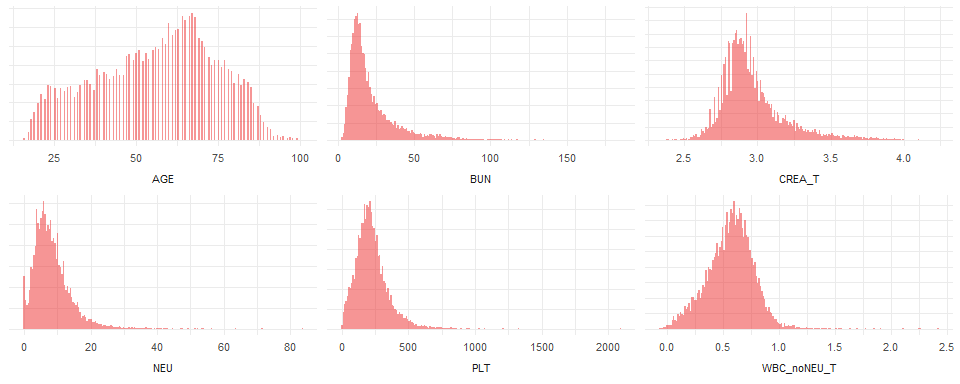 25 50 75 100
AGE
0 50 100 150
BUN
2.5 3.0 3.5 4.0
CREA_T
0 20 40 60 80
NEU
0 500 1000 1500 2000
PLT
0.0 0.5 1.0 1.5 2.0 2.5
WBC_noNEU_T